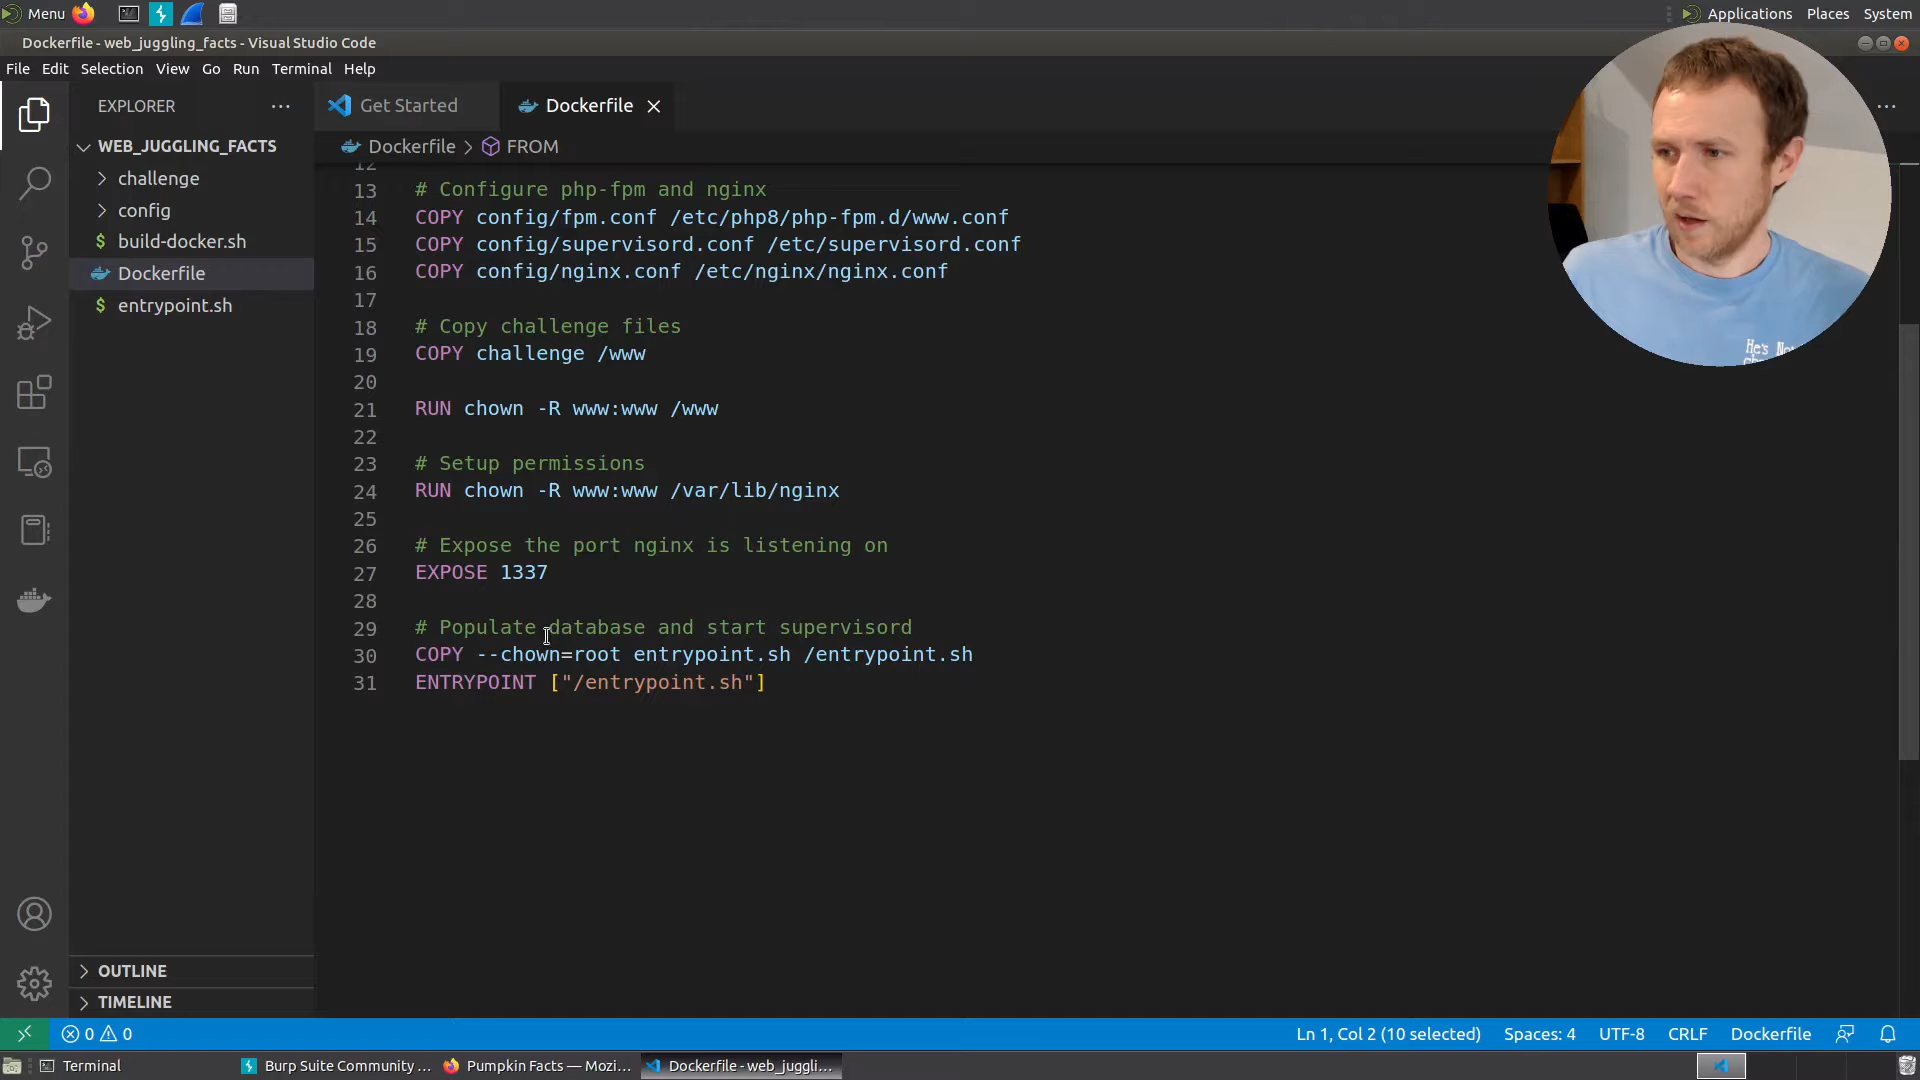 Menu
Applications Places System
Dockerfile - web_juggling_facts - Visual Studio Code
File Edit Selection View Go Run Terminal Help
EXPLORER
Get Started
Dockerfile
WEB_JUGGLING_FACTS
Dockerfile > FROM
challenge
config
build-docker.sh
Dockerfile
entrypoint.sh
12
13 # Configure php-fpm and nginx
14 COPY config/fpm.conf /etc/php8/php-fpm.d/www.conf
15 COPY config/supervisord.conf /etc/supervisord.conf
16 COPY config/nginx.conf /etc/nginx/nginx.conf
17
18 # Copy challenge files
19 COPY challenge /www
20
21 RUN chown -R www:www /www
22
23 # Setup permissions
24 RUN chown -R www:www /var/lib/nginx
25
26 # Expose the port nginx is listening on
27 EXPOSE 1337
28
29 # Populate database and start supervisord
30 COPY --chown=root entrypoint.sh /entrypoint.sh
31 ENTRYPOINT ["/entrypoint.sh"]
He's
OUTLINE
TIMELINE
0 0
Ln 1, Col 2 (10 selected) Spaces: 4 UTF-8 CRLF Dockerfile
Terminal
Burp Suite Community ...
Pumpkin Facts — Mozi...
Dockerfile - web_juggli...